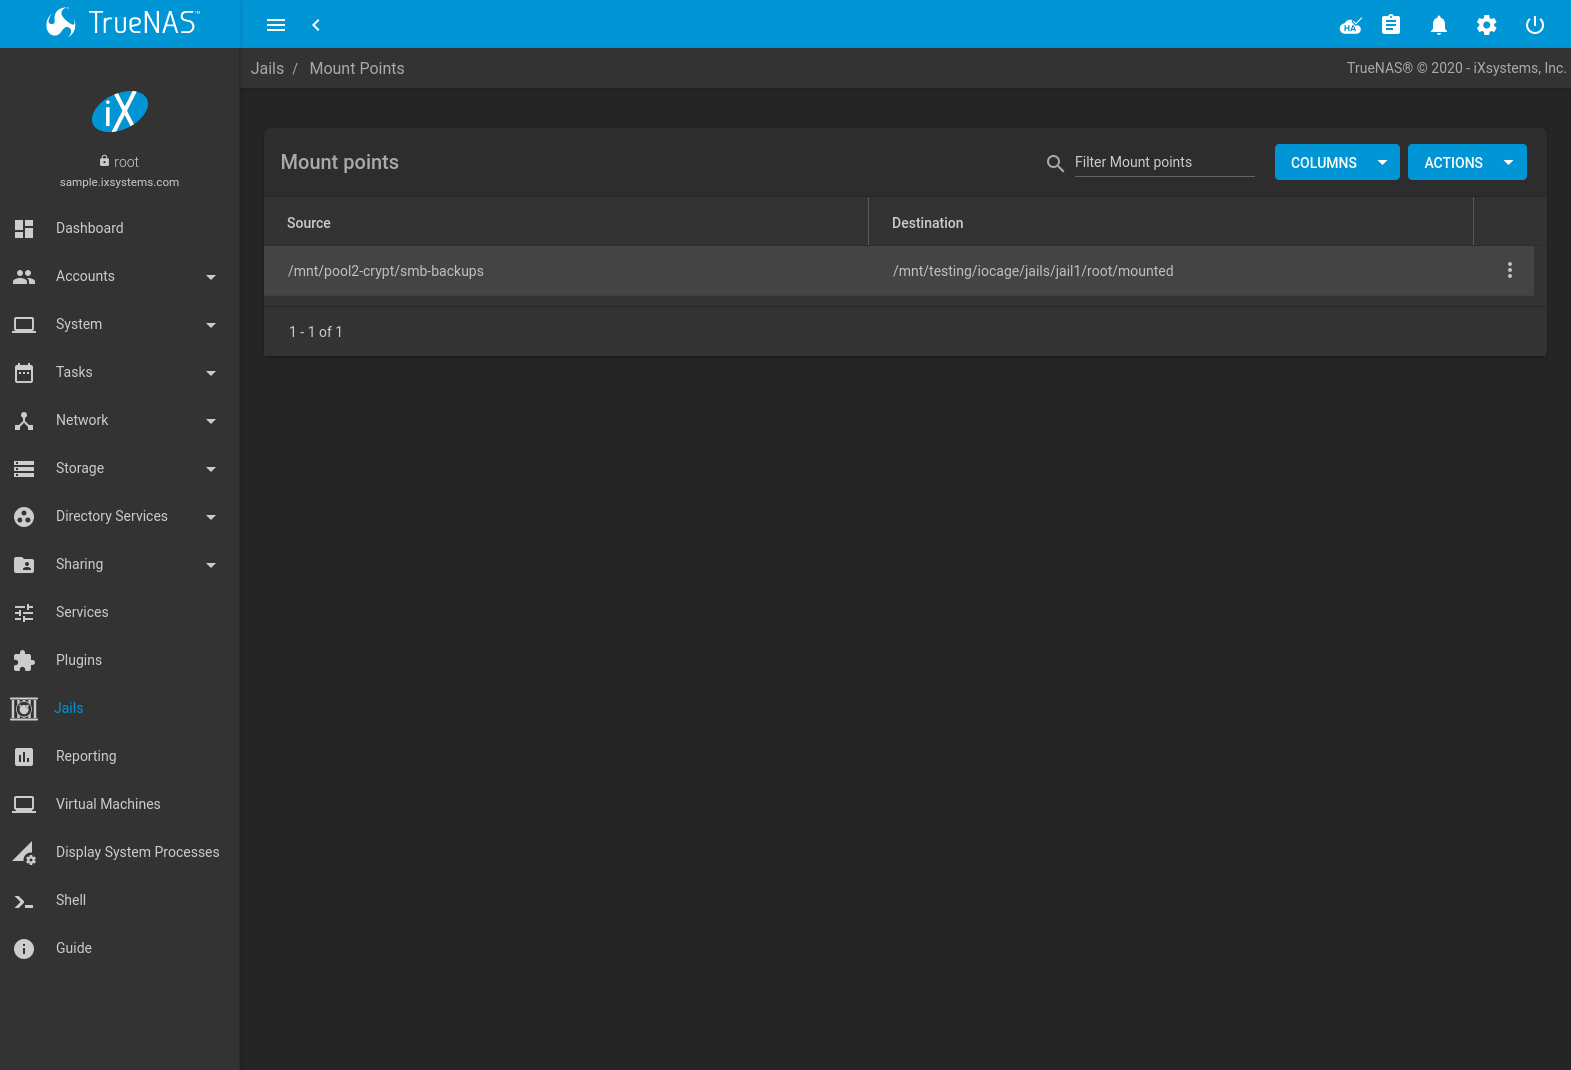 TrueNAS™
HA
Jails / Mount Points
TrueNAS® © 2020 - iXsystems, Inc.
iX
root
sample.ixsystems.com
Dashboard
Accounts
System
Tasks
Network
Storage
Directory Services
Sharing
Services
Plugins
Jails
Reporting
Virtual Machines
Display System Processes
Shell
Guide
Mount points
Filter Mount points
COLUMNS
ACTIONS
Source
Destination
/mnt/pool2-crypt/smb-backups
/mnt/testing/iocage/jails/jail1/root/mounted
1 - 1 of 1